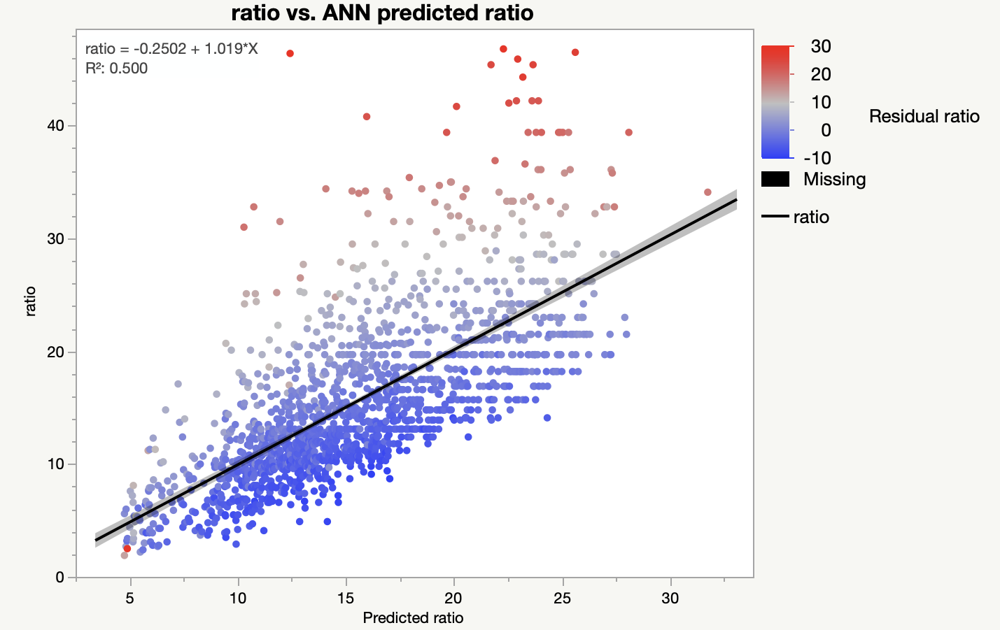 ratio vs. ANN predicted ratio
ratio = -0.2502 + 1.019*X
R²: 0.500
40
30
20
10
0
ratio
5 10 15 20 25 30
Predicted ratio
30
20
10
0
-10
Residual ratio
Missing
ratio